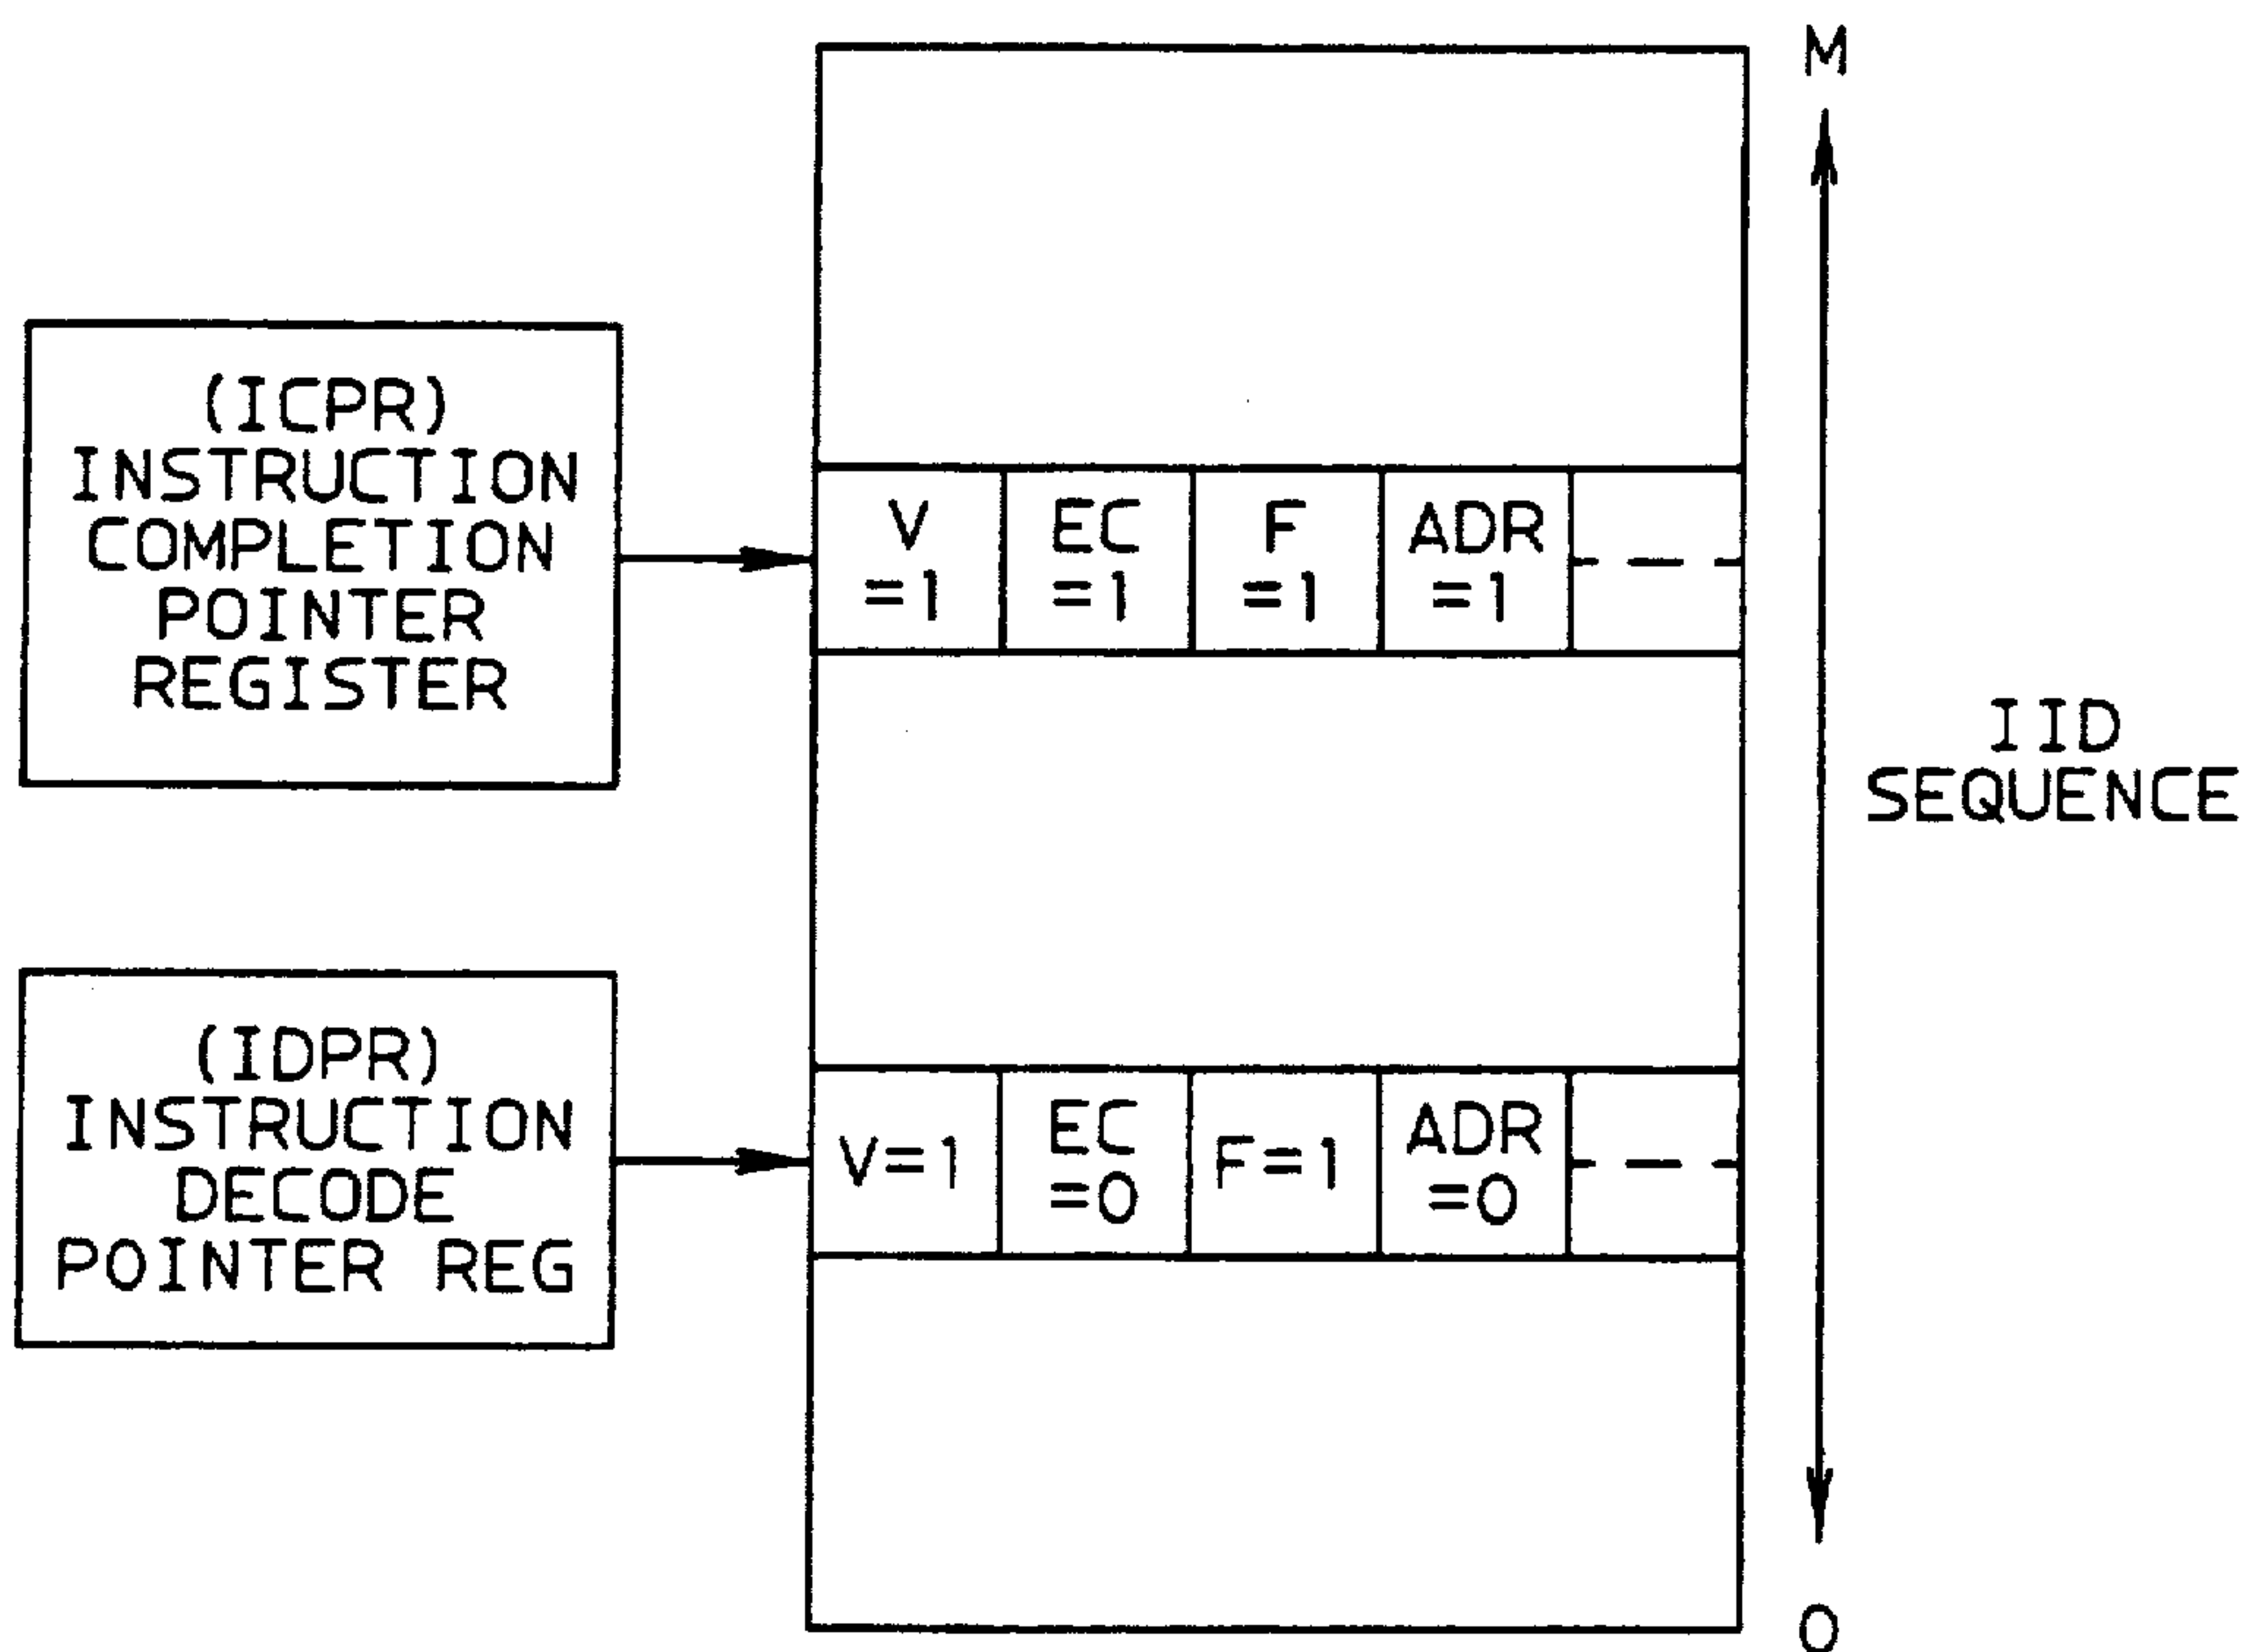 M
(ICPR)
INSTRUCTION
COMPLETION
POINTER
REGISTER
V
=1
EC
=1
F
=1
ADR
=1
IID
SEQUENCE
(IDPR)
INSTRUCTION
DECODE
POINTER REG
V=1
EC
=0
F=1
ADR
=0
0